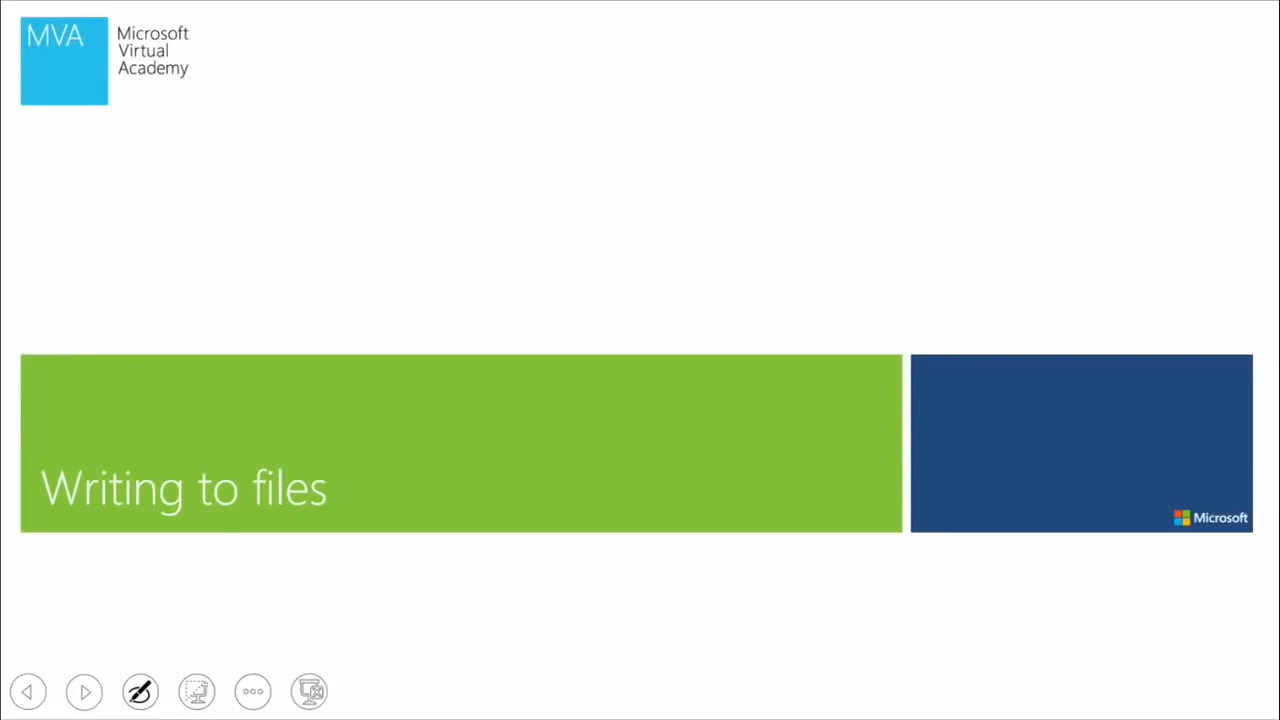 MVA
Microsoft
Virtual
Academy
Writing to files
Microsoft